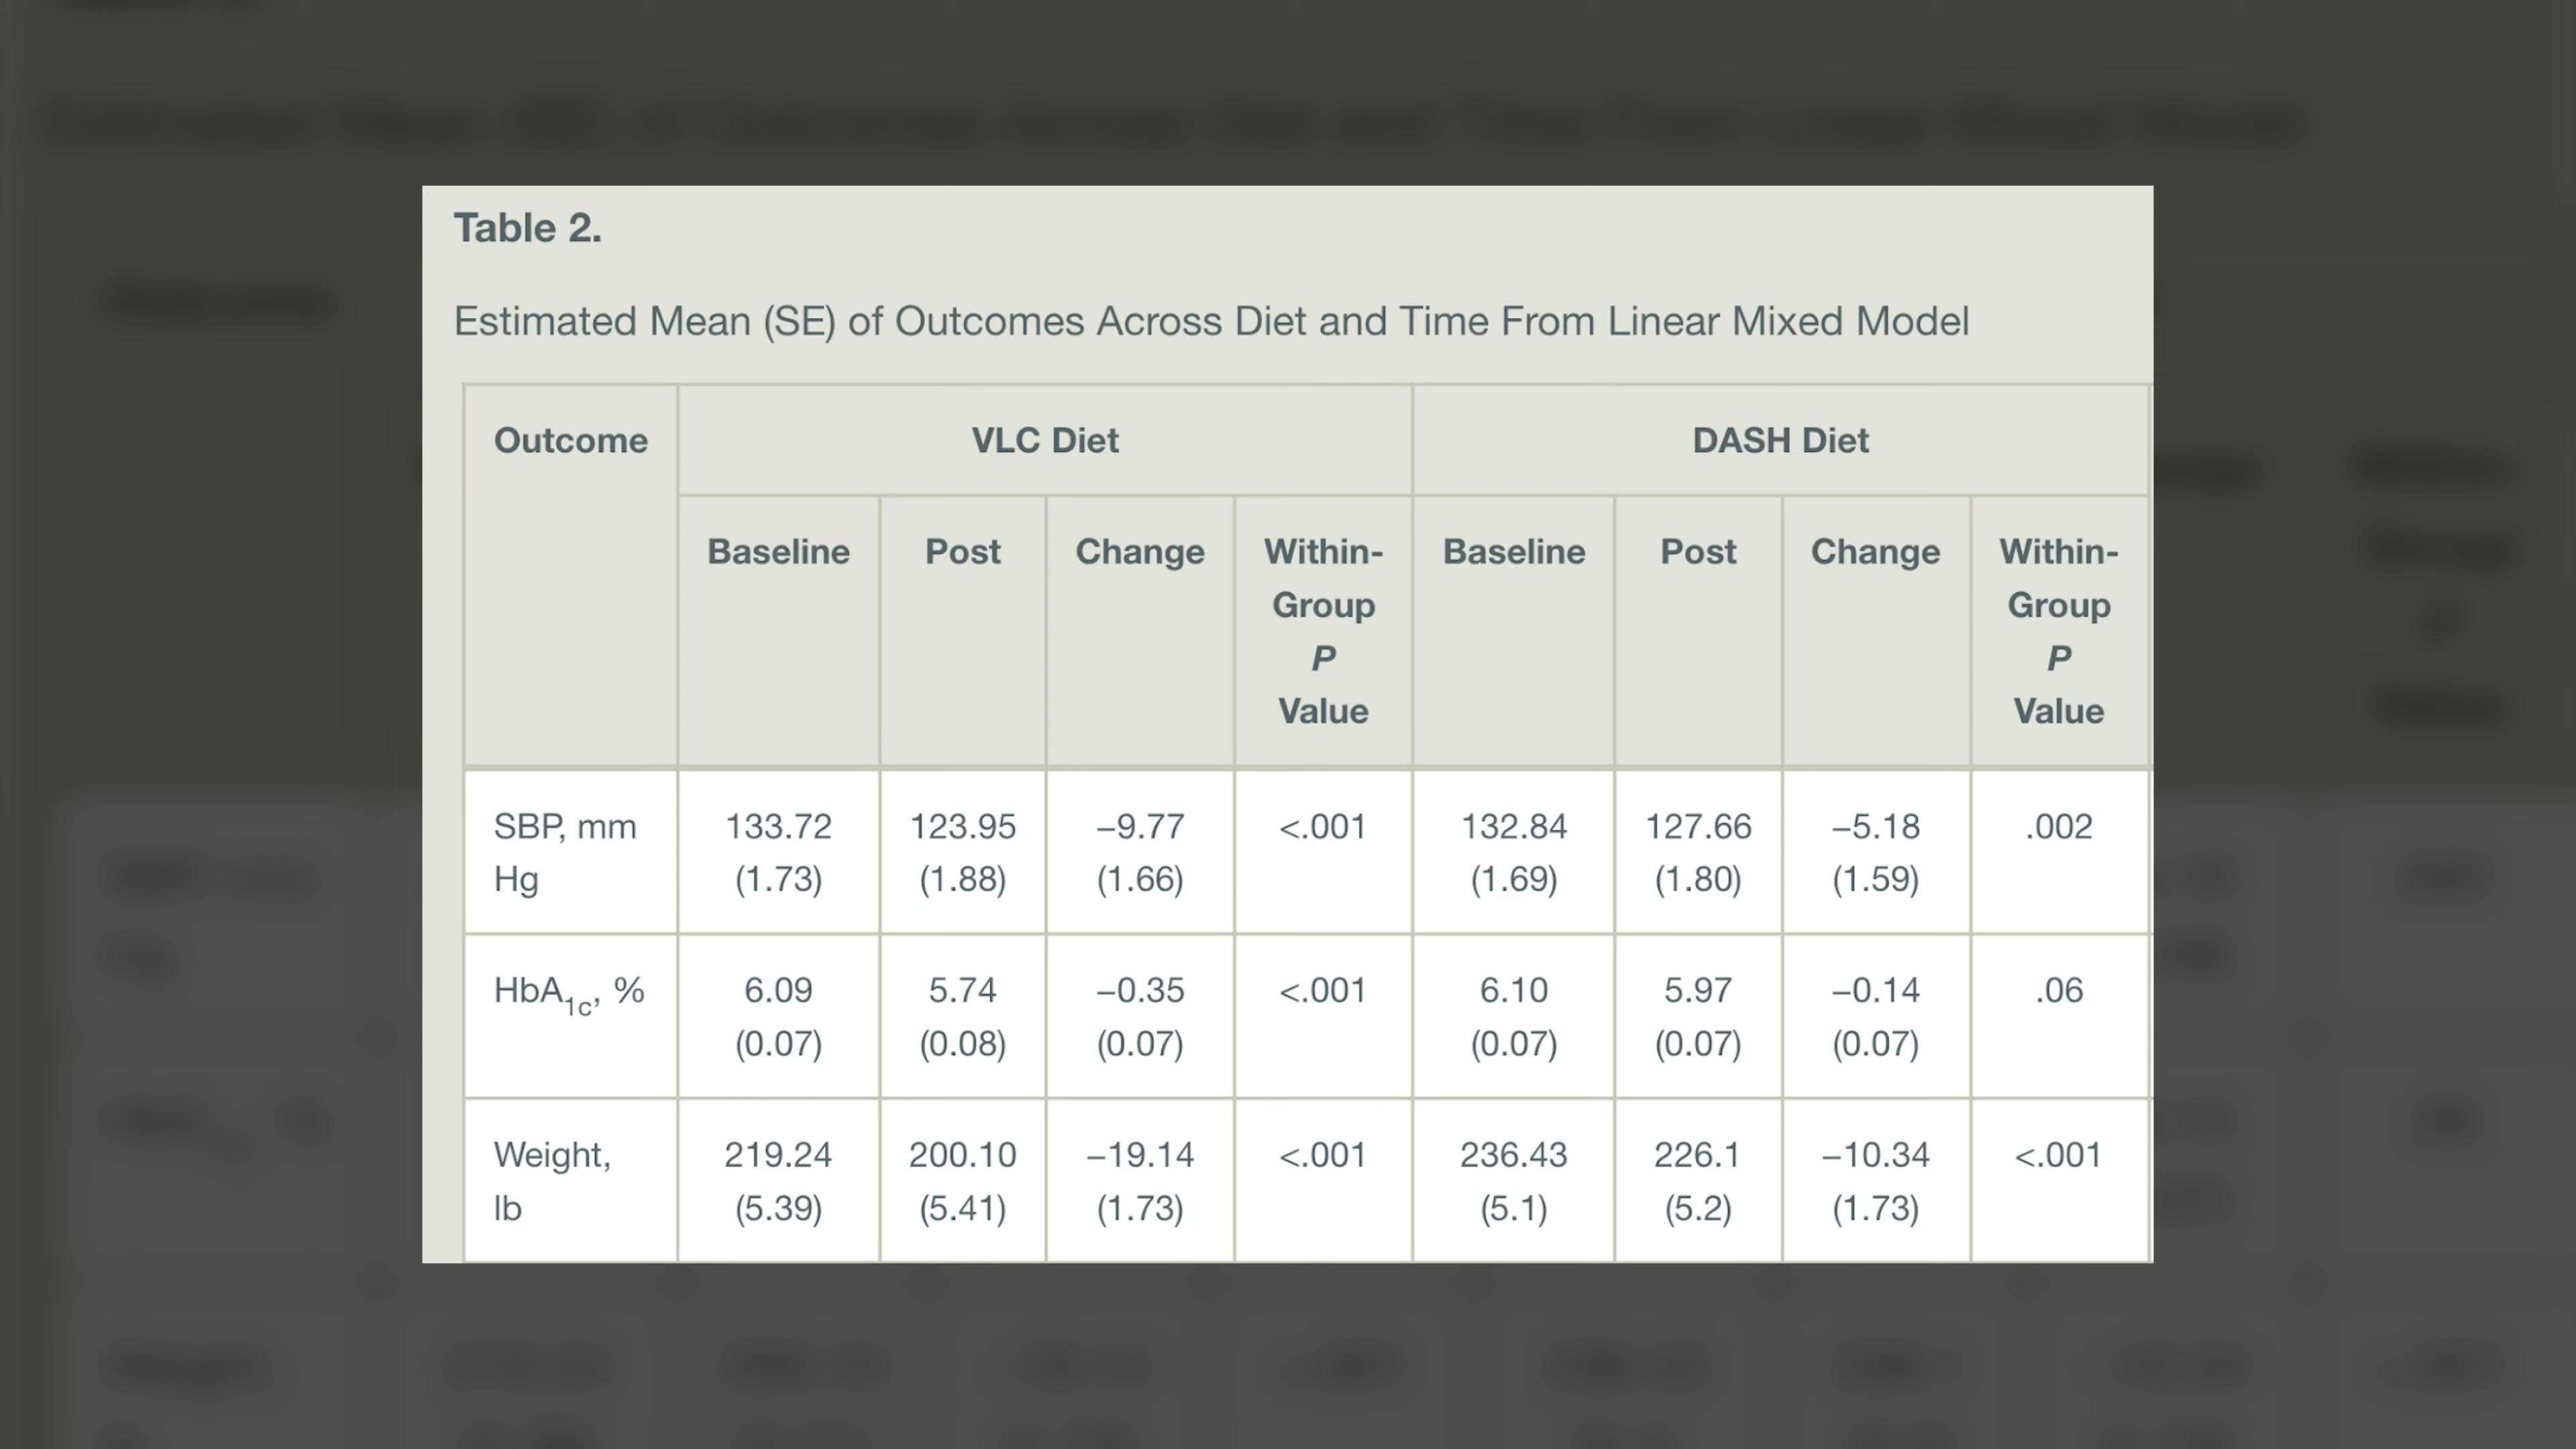 Table 2.
Estimated Mean (SE) of Outcomes Across Diet and Time From Linear Mixed Model
Outcome VLC Diet DASH Diet
Baseline Post Change Within-Group P Value Baseline Post Change Within-Group P Value
SBP, mm Hg 133.72 (1.73) 123.95 (1.88) −9.77 (1.66) <.001 132.84 (1.69) 127.66 (1.80) −5.18 (1.59) .002
HbA1c, % 6.09 (0.07) 5.74 (0.08) −0.35 (0.07) <.001 6.10 (0.07) 5.97 (0.07) −0.14 (0.07) .06
Weight, lb 219.24 (5.39) 200.10 (5.41) −19.14 (1.73) <.001 236.43 (5.1) 226.1 (5.2) −10.34 (1.73) <.001